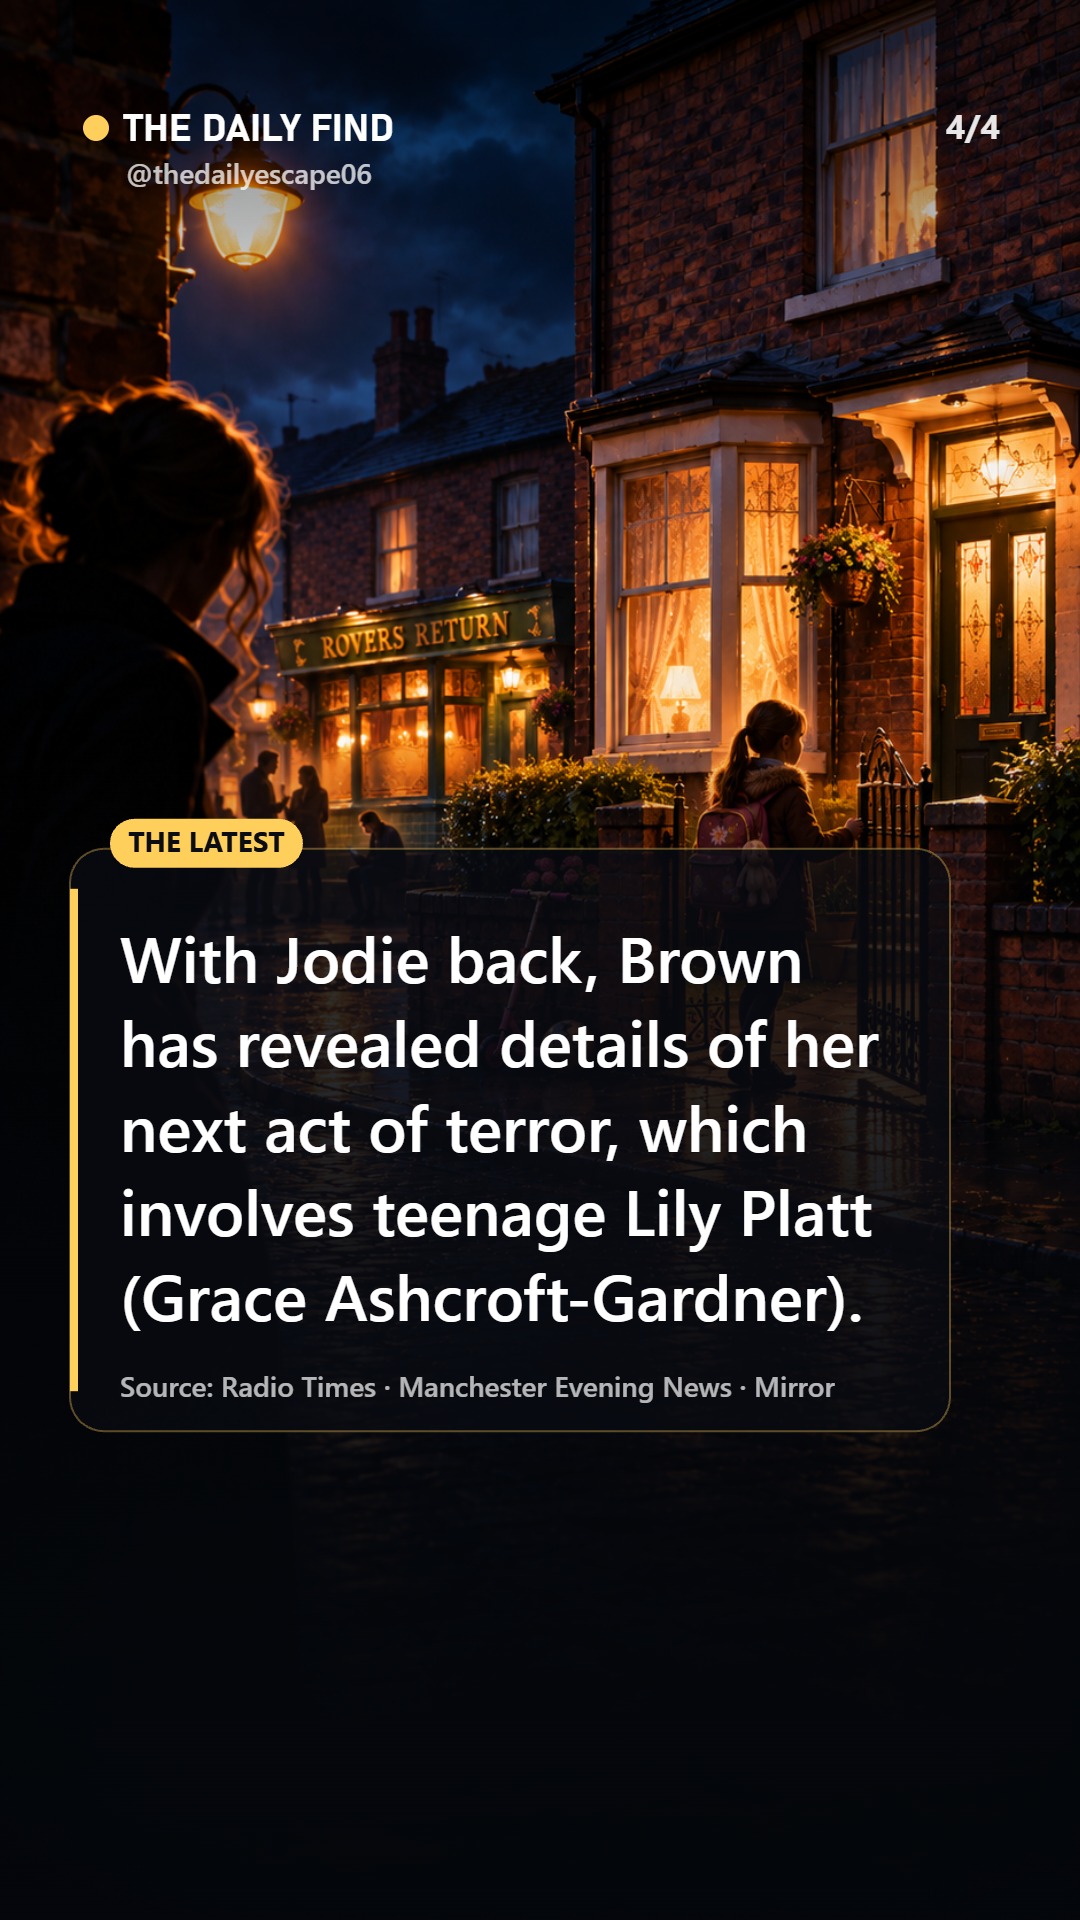 THE DAILY FIND
4/4
@thedailyescape06
ROVERS RETURN
THE LATEST
With Jodie back, Brown
has revealed details of her
next act of terror, which
involves teenage Lily Platt
(Grace Ashcroft-Gardner).
Source: Radio Times · Manchester Evening News · Mirror